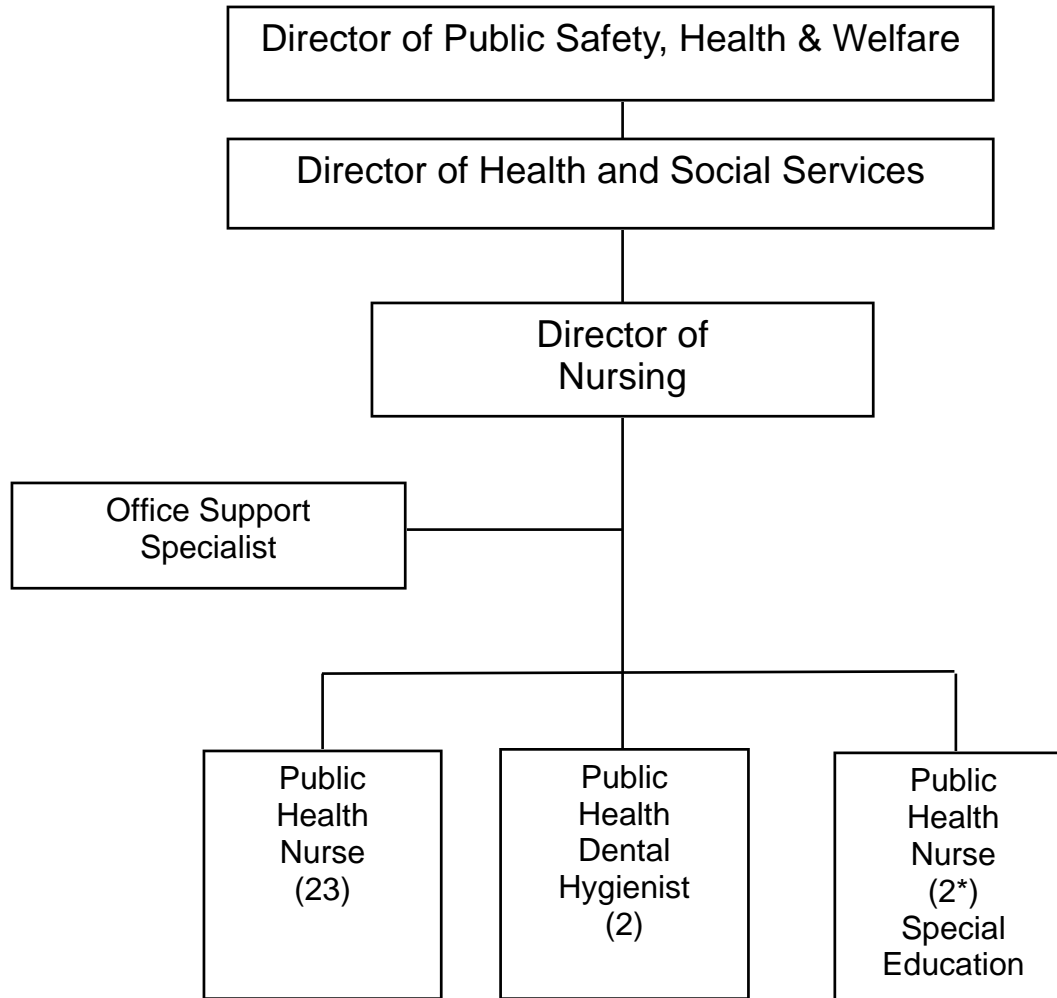 Director of Public Safety, Health & Welfare
Director of Health and Social Services
Director of
Nursing
Office Support
Specialist
Public
Health
Nurse
(23)
Public
Health
Dental
Hygienist
(2)
Public
Health
Nurse
(2*)
Special
Education